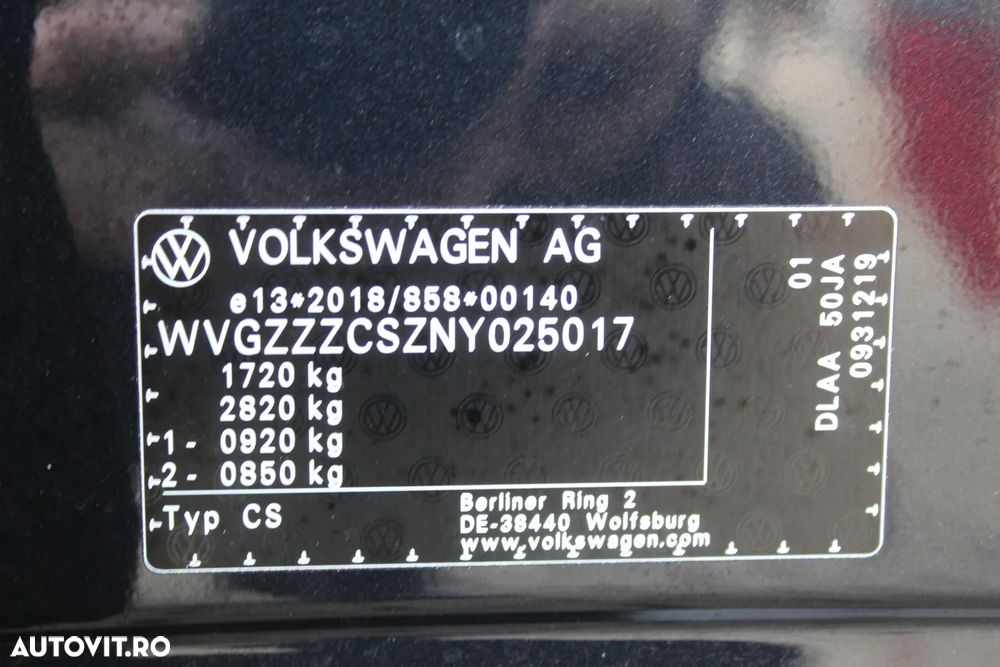 VOLKSWAGEN AG
e13*2018/858*00140
WVGZZZCSZNY025017
1720 kg
2820 kg
1- 0920 kg
2- 0850 kg
Typ CS
Berliner Ring 2
DE-38440 Wolfsburg
www.volkswagen.com
01
DLAA 50JA
0931219
AUTOVIT.RO